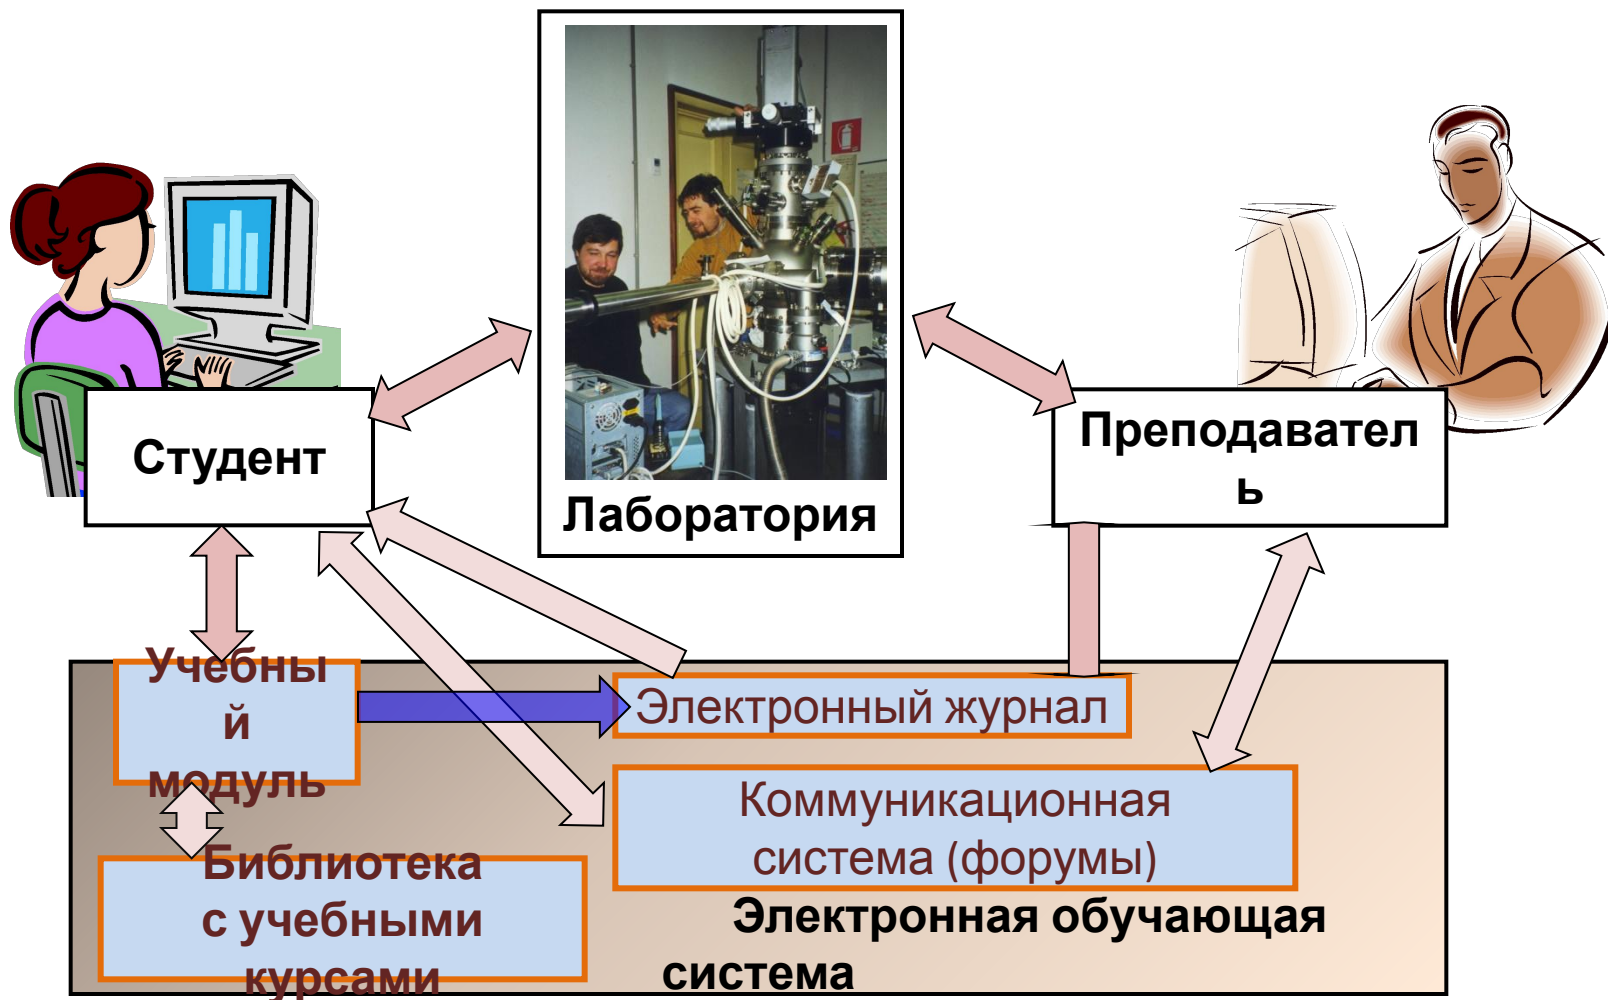 Студент
Лаборатория
Преподавател
ь
Учебны
й
модуль
Электронный журнал
Коммуникационная
система (форумы)
Библиотека
с учебными
курсами
Электронная обучающая
система